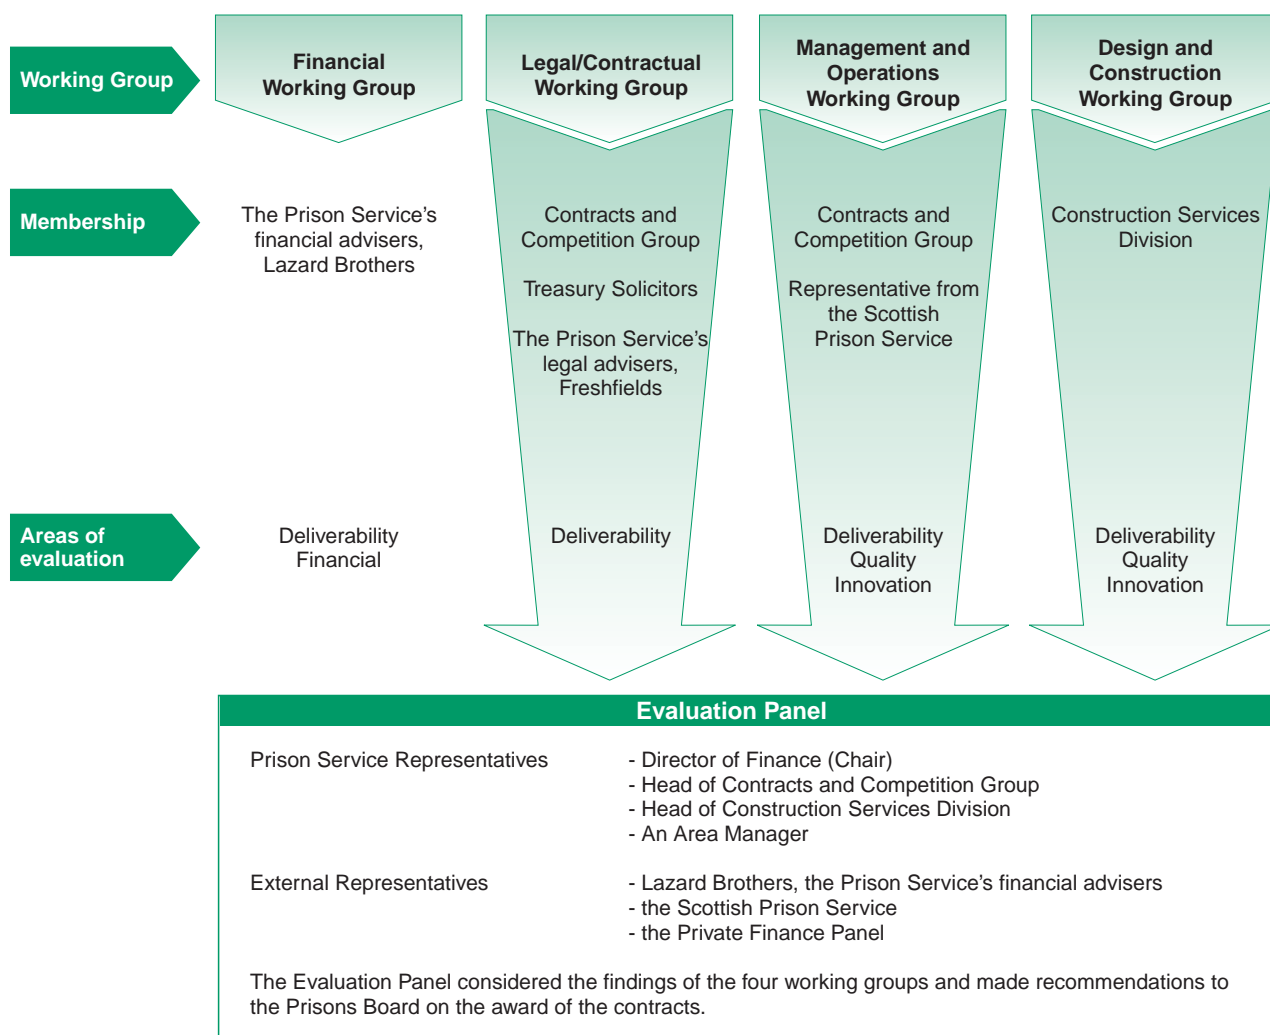 Working Group
Financial
Working Group
Legal/Contractual
Working Group
Management and
Operations
Working Group
Design and
Construction
Working Group
Membership
The Prison Service's
financial advisers,
Lazard Brothers
Contracts and
Competition Group
Treasury Solicitors
The Prison Service's
legal advisers,
Freshfields
Contracts and
Competition Group
Representative from
the Scottish
Prison Service
Construction Services
Division
Areas of
evaluation
Deliverability
Financial
Deliverability
Deliverability
Quality
Innovation
Deliverability
Quality
Innovation
Evaluation Panel
Prison Service Representatives - Director of Finance (Chair)
- Head of Contracts and Competition Group
- Head of Construction Services Division
- An Area Manager
External Representatives - Lazard Brothers, the Prison Service's financial advisers
- the Scottish Prison Service
- the Private Finance Panel
The Evaluation Panel considered the findings of the four working groups and made recommendations to
the Prisons Board on the award of the contracts.